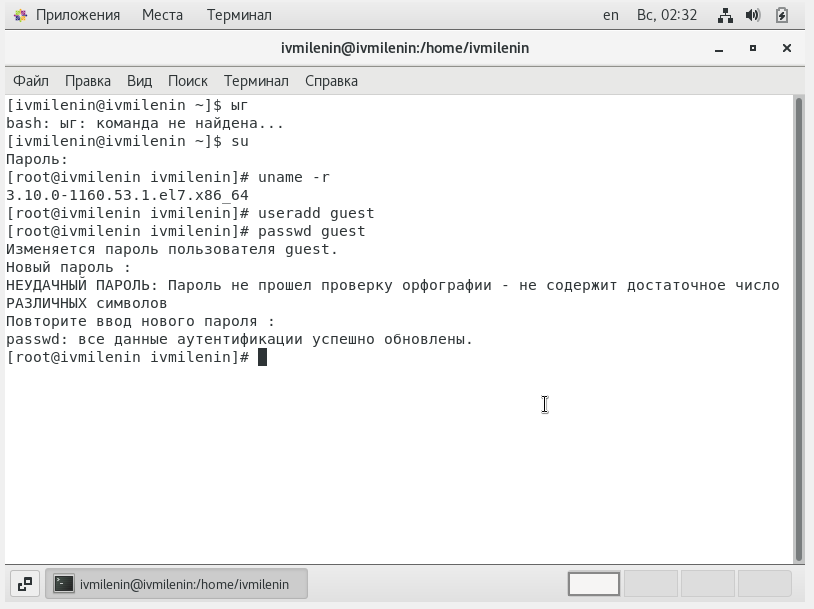 Приложения Места Терминал en Вс, 02:32
ivmilenin@ivmilenin:/home/ivmilenin
Файл Правка Вид Поиск Терминал Справка
[ivmilenin@ivmilenin ~]$ ыг
bash: ыг: команда не найдена...
[ivmilenin@ivmilenin ~]$ su
Пароль:
[root@ivmilenin ivmilenin]# uname -r
3.10.0-1160.53.1.el7.x86_64
[root@ivmilenin ivmilenin]# useradd guest
[root@ivmilenin ivmilenin]# passwd guest
Изменяется пароль пользователя guest.
Новый пароль :
НЕУДАЧНЫЙ ПАРОЛЬ: Пароль не прошел проверку орфографии - не содержит достаточное число
РАЗЛИЧНЫХ символов
Повторите ввод нового пароля :
passwd: все данные аутентификации успешно обновлены.
[root@ivmilenin ivmilenin]#
ivmilenin@ivmilenin:/home/ivmilenin